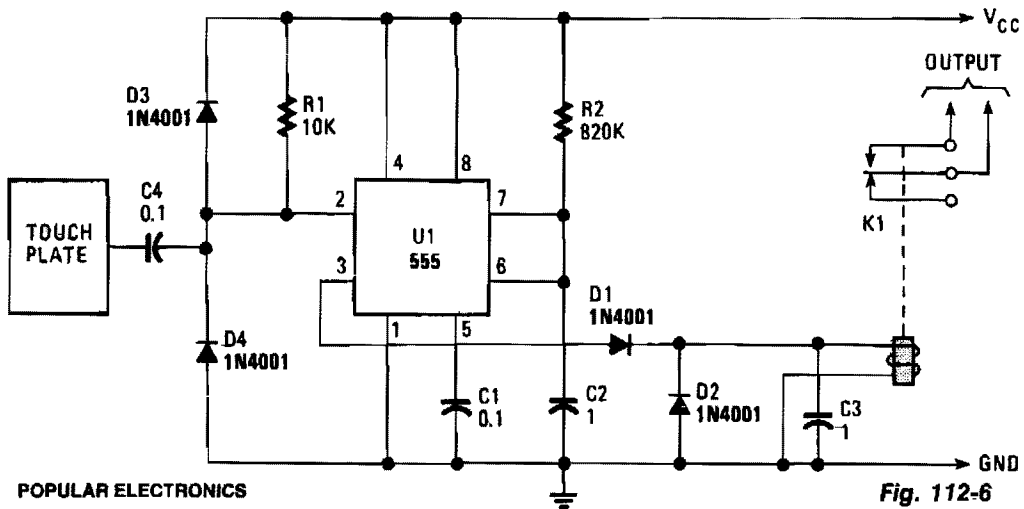 VCC
OUTPUT
D3
1N4001
R1
10K
R2
820K
4
8
C4
0.1
2
7
TOUCH
PLATE
U1
555
K1
3
6
D1
1N4001
1
5
D4
1N4001
C1
0.1
C2
1
D2
1N4001
C3
1
GND
POPULAR ELECTRONICS
Fig. 112-6